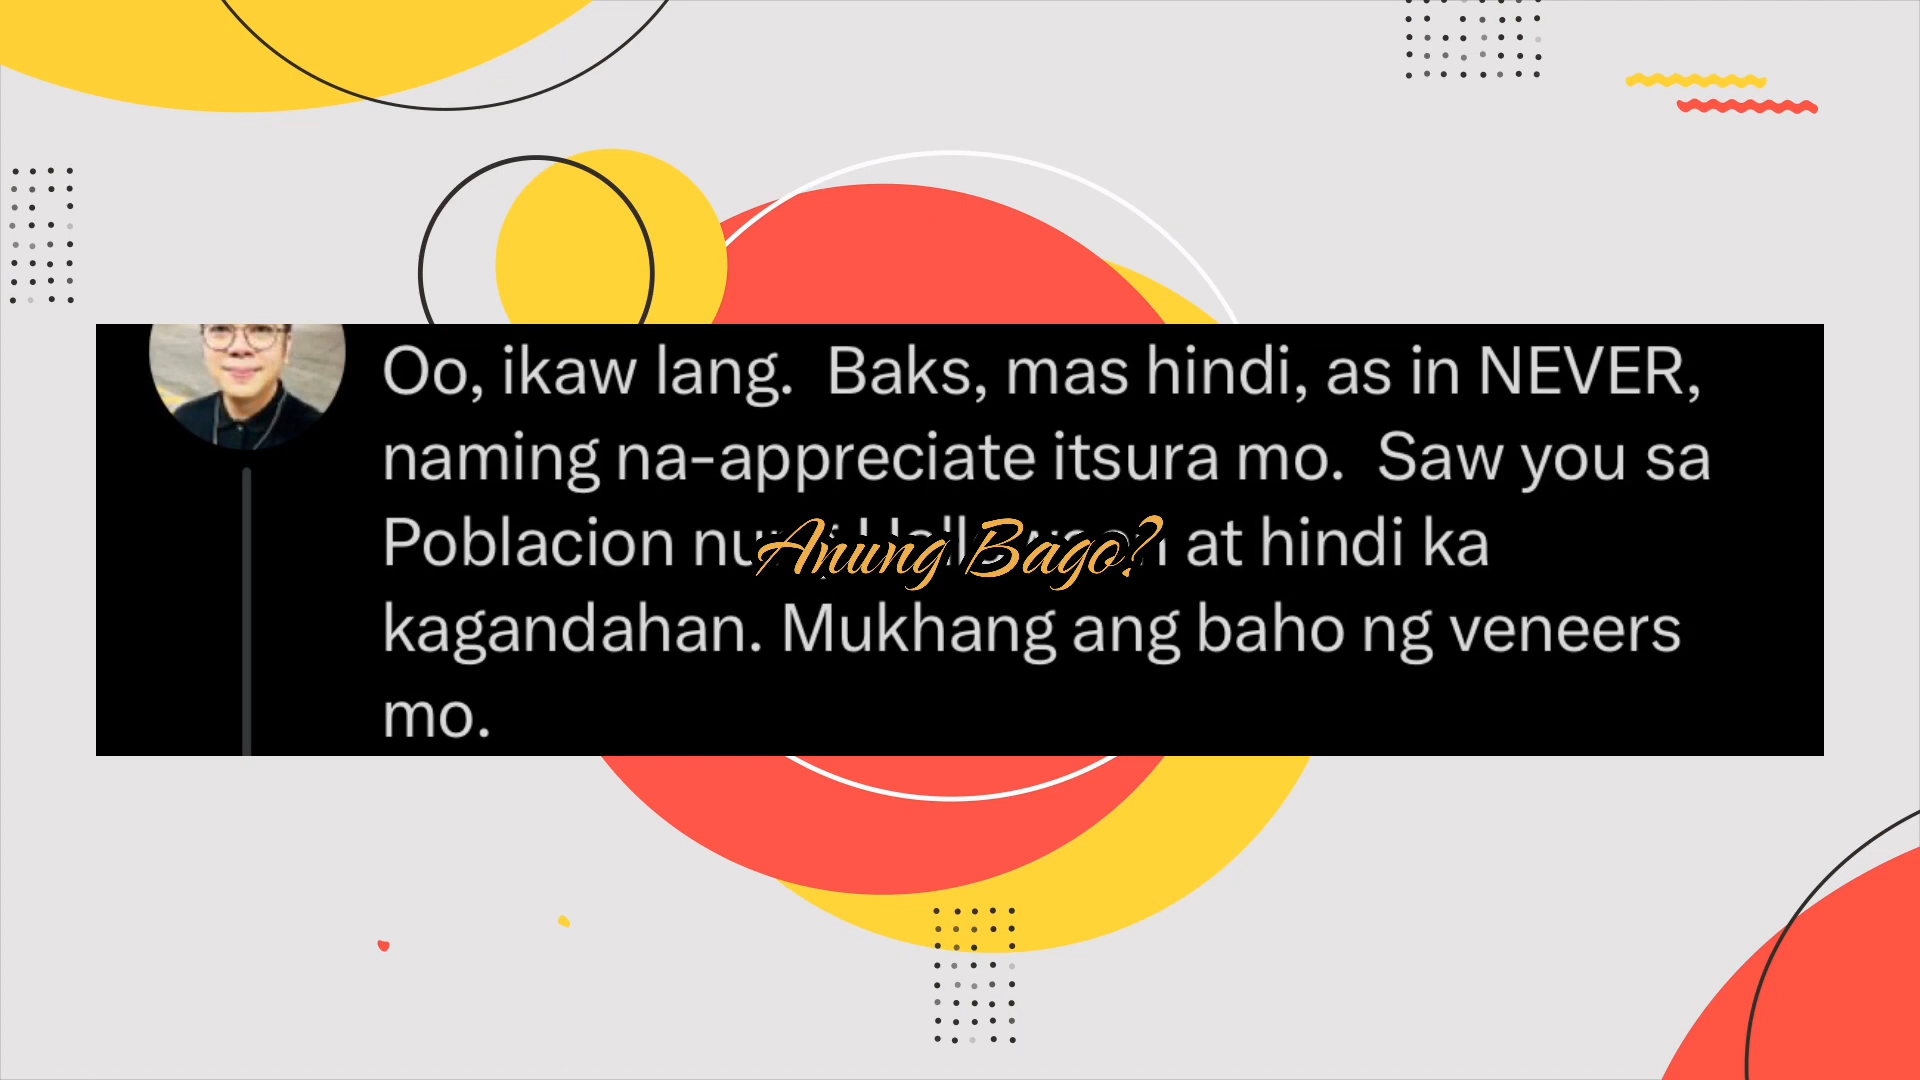 Oo, ikaw lang. Baks, mas hindi, as in NEVER,
naming na-appreciate itsura mo. Saw you sa
Poblacion at hindi ka
Anung Bago?
kagandahan. Mukhang ang baho ng veneers
mo.